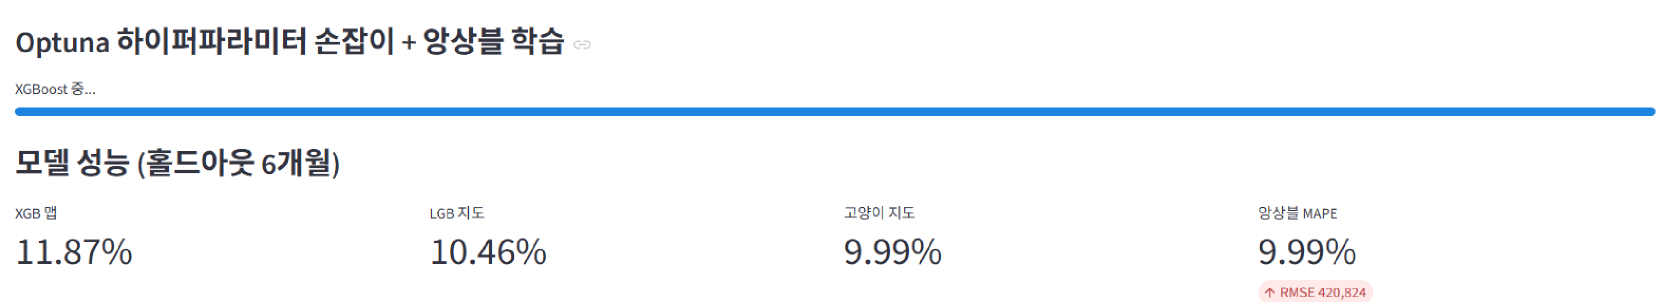 Optuna 하이퍼파라미터 손잡이 + 앙상블 학습
XGBoost 중...
모델 성능 (홀드아웃 6개월)
XGB 맵
11.87%
LGB 지도
10.46%
고양이 지도
9.99%
앙상블 MAPE
9.99%
↑ RMSE 420,824